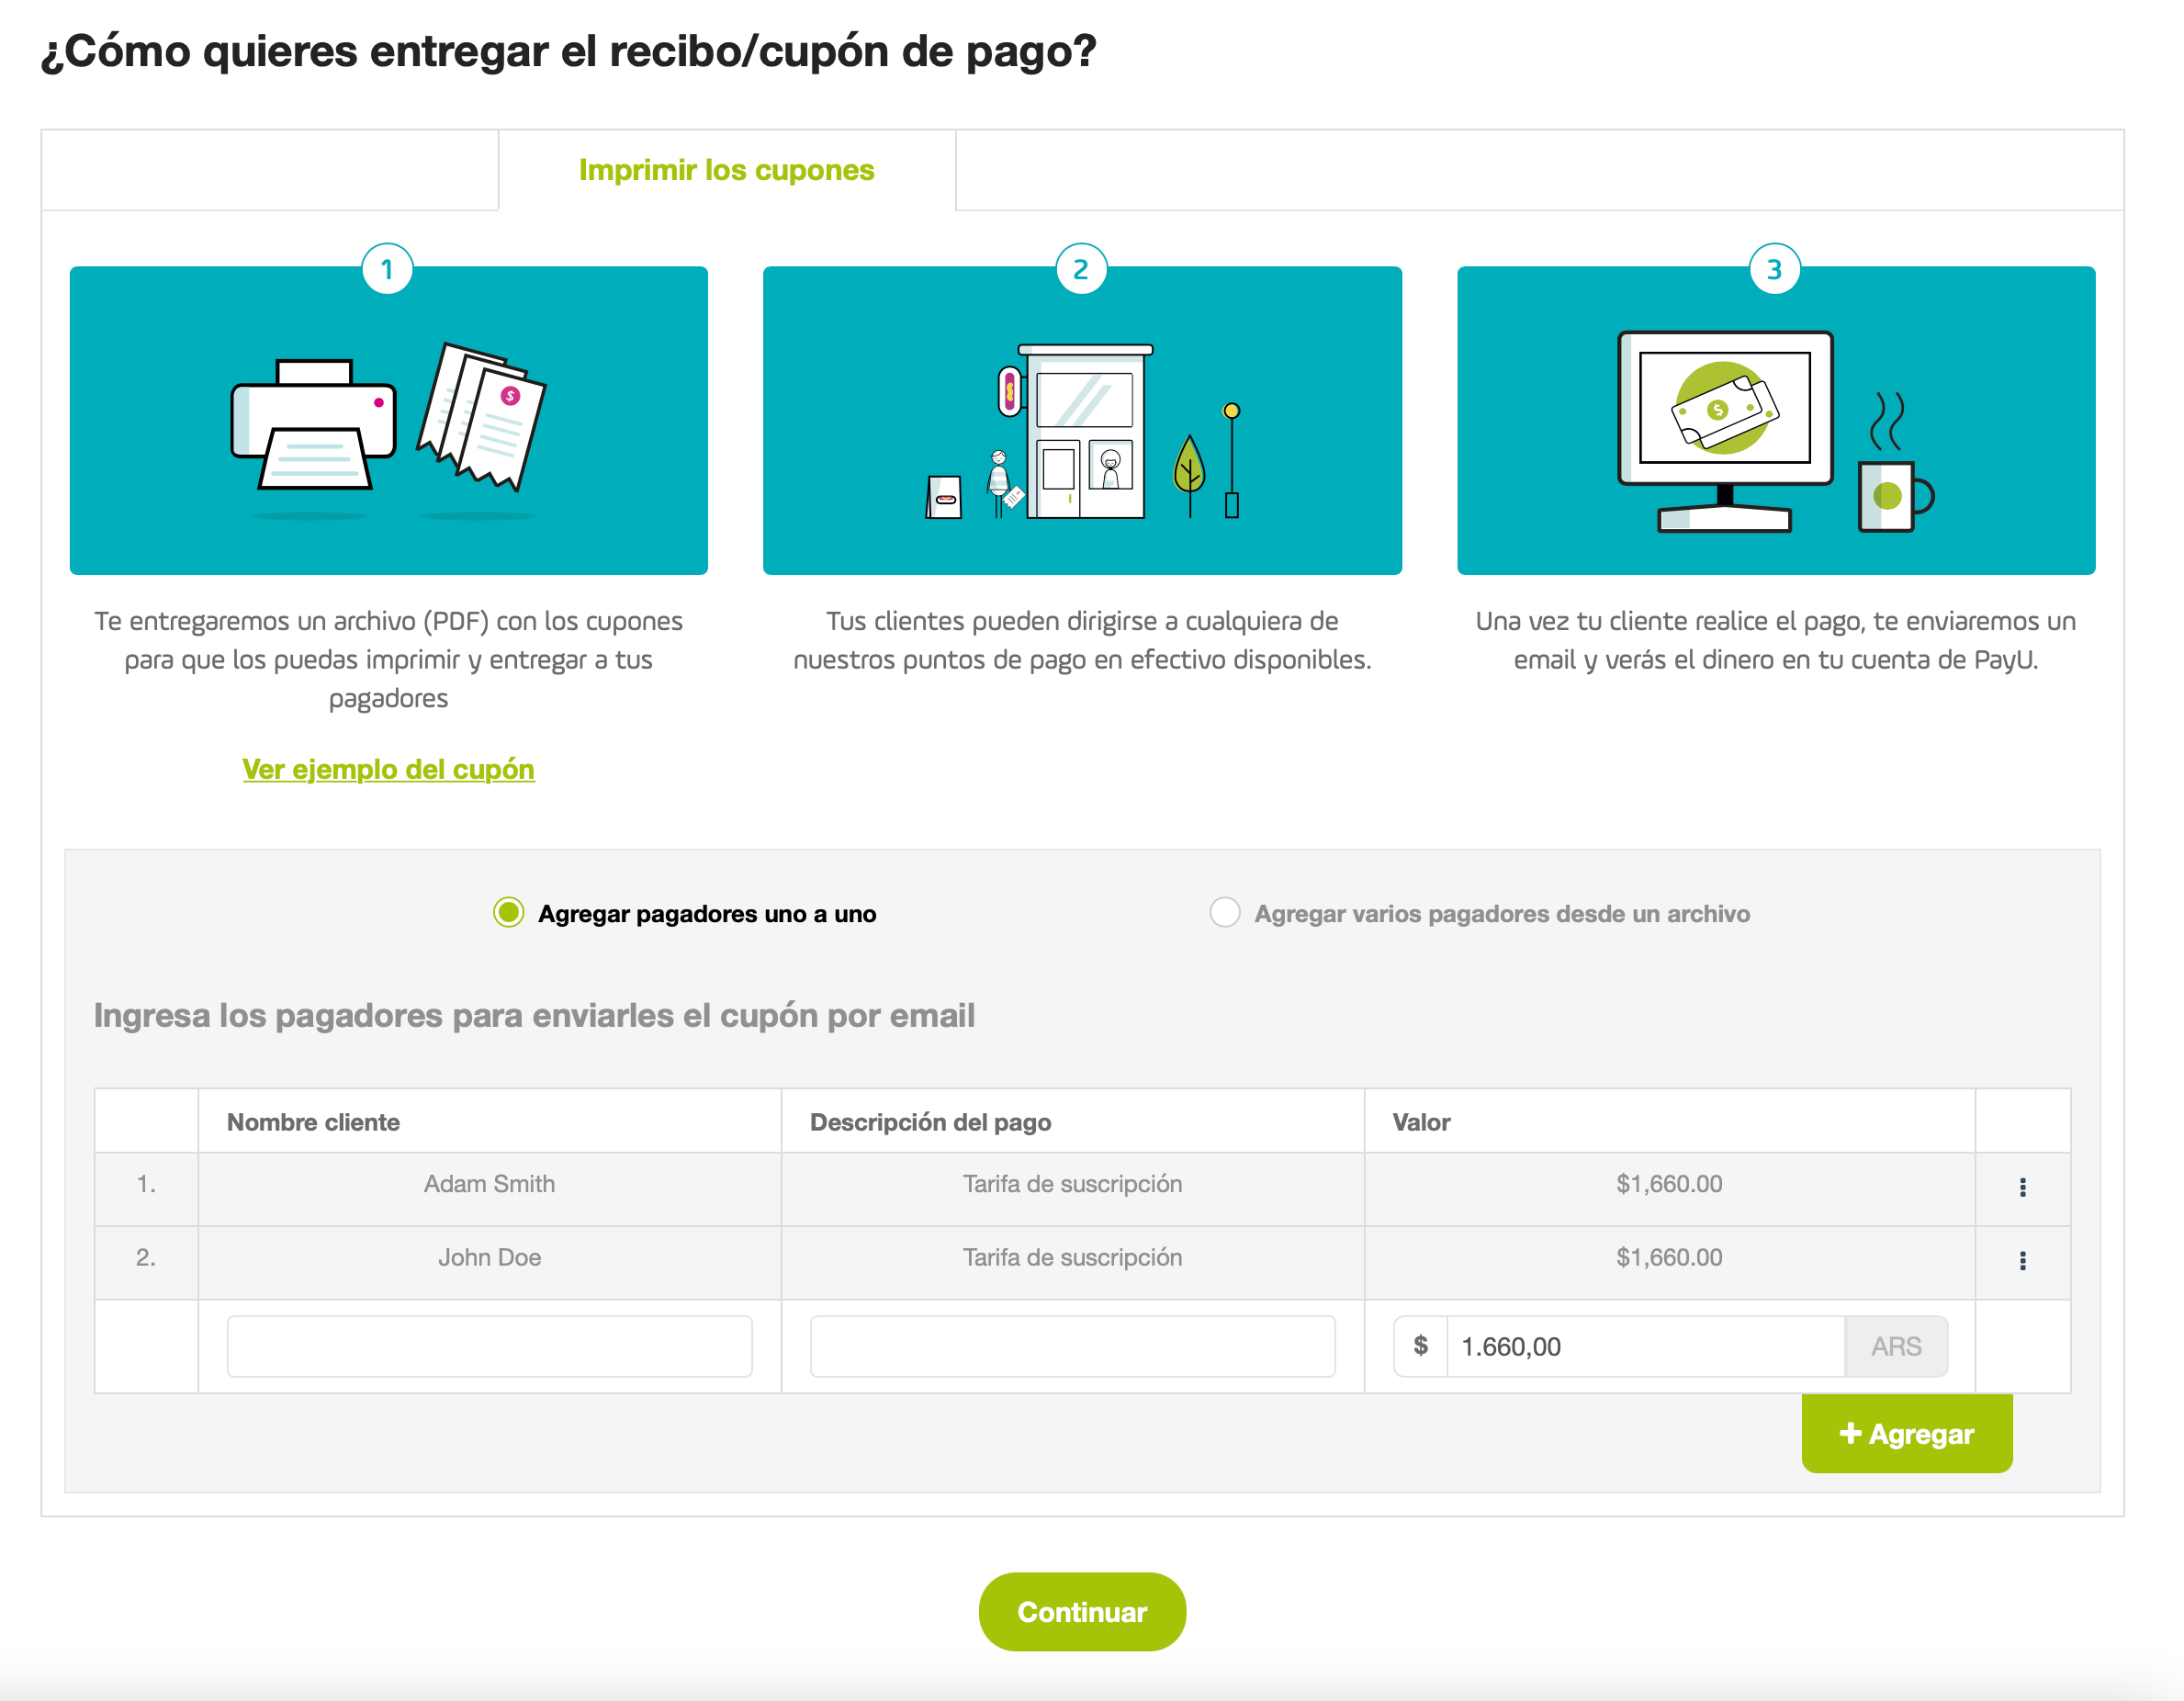 ¿Cómo quieres entregar el recibo/cupón de pago?
Imprimir los cupones
1
2
3
Te entregaremos un archivo (PDF) con los cupones
para que los puedas imprimir y entregar a tus
pagadores
Ver ejemplo del cupón
Tus clientes pueden dirigirse a cualquiera de
nuestros puntos de pago en efectivo disponibles.
Una vez tu cliente realice el pago, te enviaremos un
email y verás el dinero en tu cuenta de PayU.
Agregar pagadores uno a uno
Agregar varios pagadores desde un archivo
Ingresa los pagadores para enviarles el cupón por email
Nombre cliente Descripción del pago Valor
1. Adam Smith Tarifa de suscripción $1,660.00
2. John Doe Tarifa de suscripción $1,660.00
$ 1.660,00 ARS
+ Agregar
Continuar